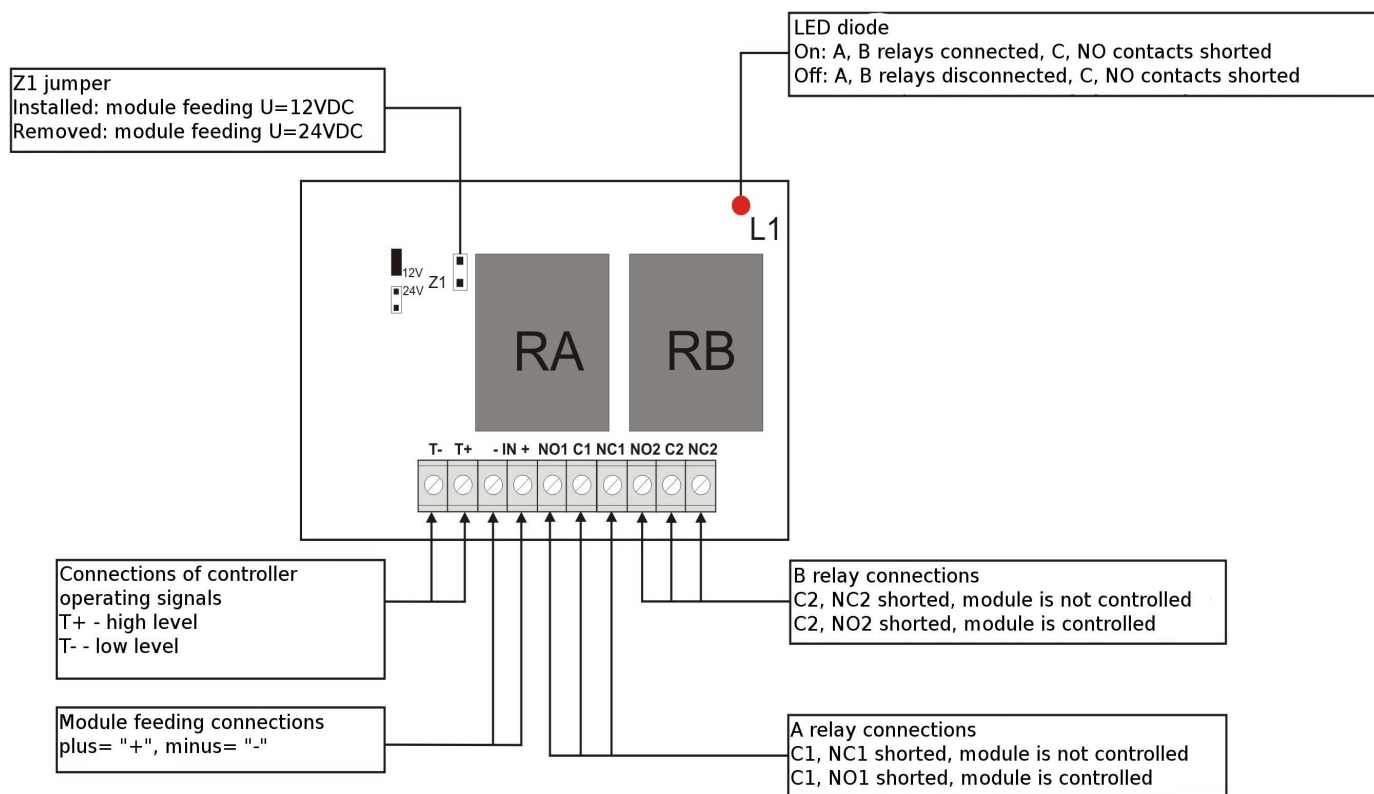 LED diode
On: A, B relays connected, C, NO contacts shorted
Off: A, B relays disconnected, C, NO contacts shorted
Z1 jumper
Installed: module feeding U=12VDC
Removed: module feeding U=24VDC
L1
12V
24V
Z1
RA
RB
T- T+ - IN + NO1 C1 NC1 NO2 C2 NC2
Connections of controller
operating signals
T+ - high level
T- - low level
B relay connections
C2, NC2 shorted, module is not controlled
C2, NO2 shorted, module is controlled
Module feeding connections
plus= "+", minus= "-"
A relay connections
C1, NC1 shorted, module is not controlled
C1, NO1 shorted, module is controlled